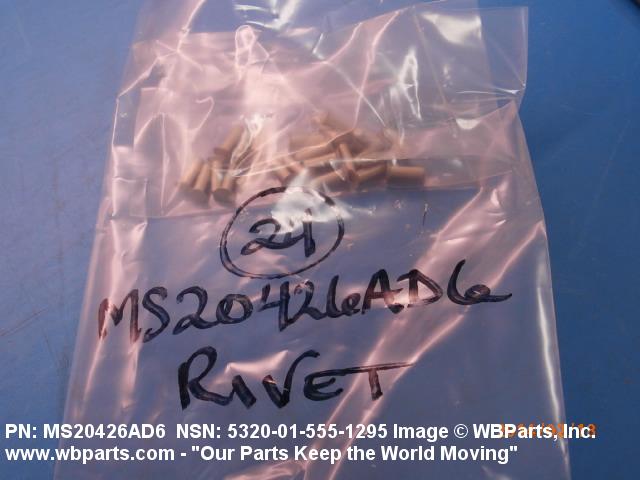 24
MS20426AD6
RIVET
PN: MS20426AD6 NSN: 5320-01-555-1295 Image © WBParts, Inc.
www.wbparts.com - "Our Parts Keep the World Moving"